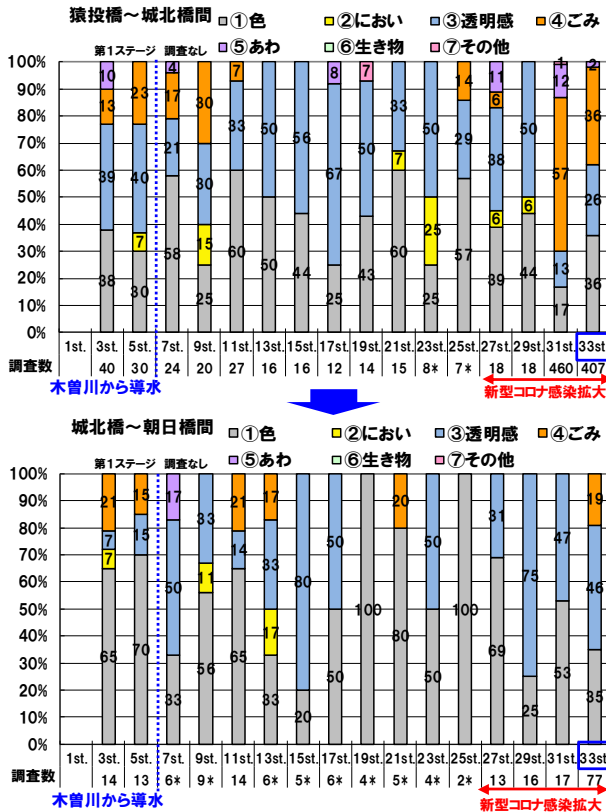 猿投橋～城北橋間
①色 ②におい ③透明感 ④ごみ
⑤あわ ⑥生き物 ⑦その他
第1ステージ 調査なし
100%
90%
80%
70%
60%
50%
40%
30%
20%
10%
0%
10 4 7 8 7 11 1 2
13 23 17 30 33 50 56 67 50 33 50 14 6 50 12 36
39 40 21 30 60 50 44 25 43 7 25 29 38 6 57 26
38 7 58 15 60 25 57 6 44 13 36
30 25 39 17
1st. 3st. 5st. 7st. 9st. 11st. 13st. 15st. 17st. 19st. 21st. 23st. 25st. 27st. 29st. 31st. 33st
調査数 40 30 24 20 27 16 16 12 14 15 8* 7* 18 18 460 407
木曽川から導水 新型コロナ感染拡大
城北橋～朝日橋間
①色 ②におい ③透明感 ④ごみ
⑤あわ ⑥生き物 ⑦その他
第1ステージ 調査なし
100%
90%
80%
70%
60%
50%
40%
30%
20%
10%
0%
21 15 17 33 21 17 80 50 100 20 50 100 31 75 47 19
7 15 50 11 14 33 20 50 80 50 69 25 53 46
7 70 33 56 65 17 35
65 33
1st. 3st. 5st. 7st. 9st. 11st. 13st. 15st. 17st. 19st. 21st. 23st. 25st. 27st. 29st. 31st. 33st
調査数 14 13 6* 9* 14 6* 5* 6* 4* 5* 4* 2* 13 16 17 77
木曽川から導水 新型コロナ感染拡大